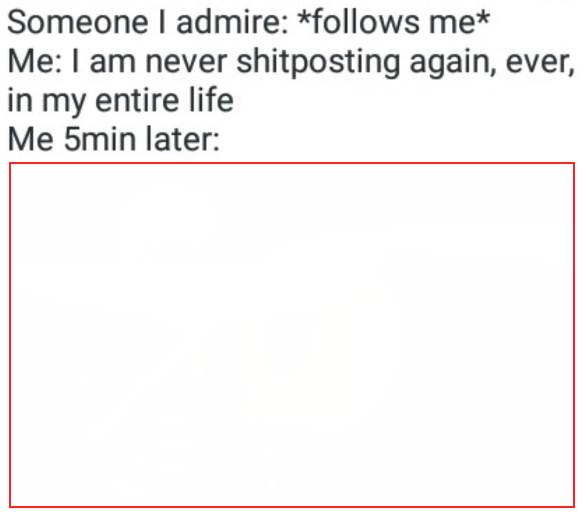 Someone I admire: *follows me*
Me: I am never shitposting again, ever,
in my entire life
Me 5min later: